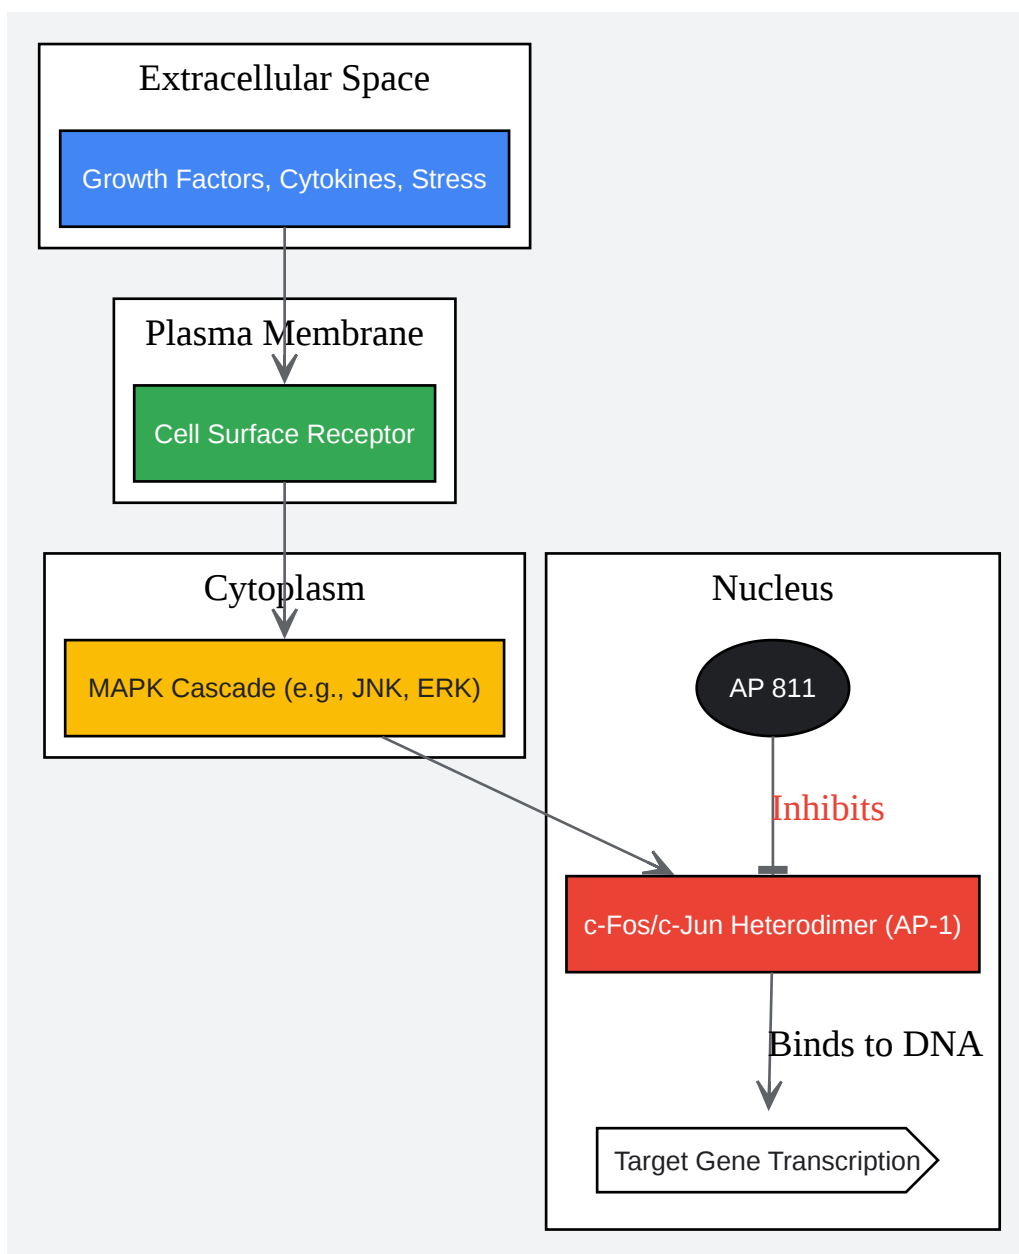 Extracellular Space
Growth Factors, Cytokines, Stress
Plasma Membrane
Cell Surface Receptor
Cytoplasm
MAPK Cascade (e.g., JNK, ERK)
Nucleus
AP 811
Inhibits
c-Fos/c-Jun Heterodimer (AP-1)
Binds to DNA
Target Gene Transcription